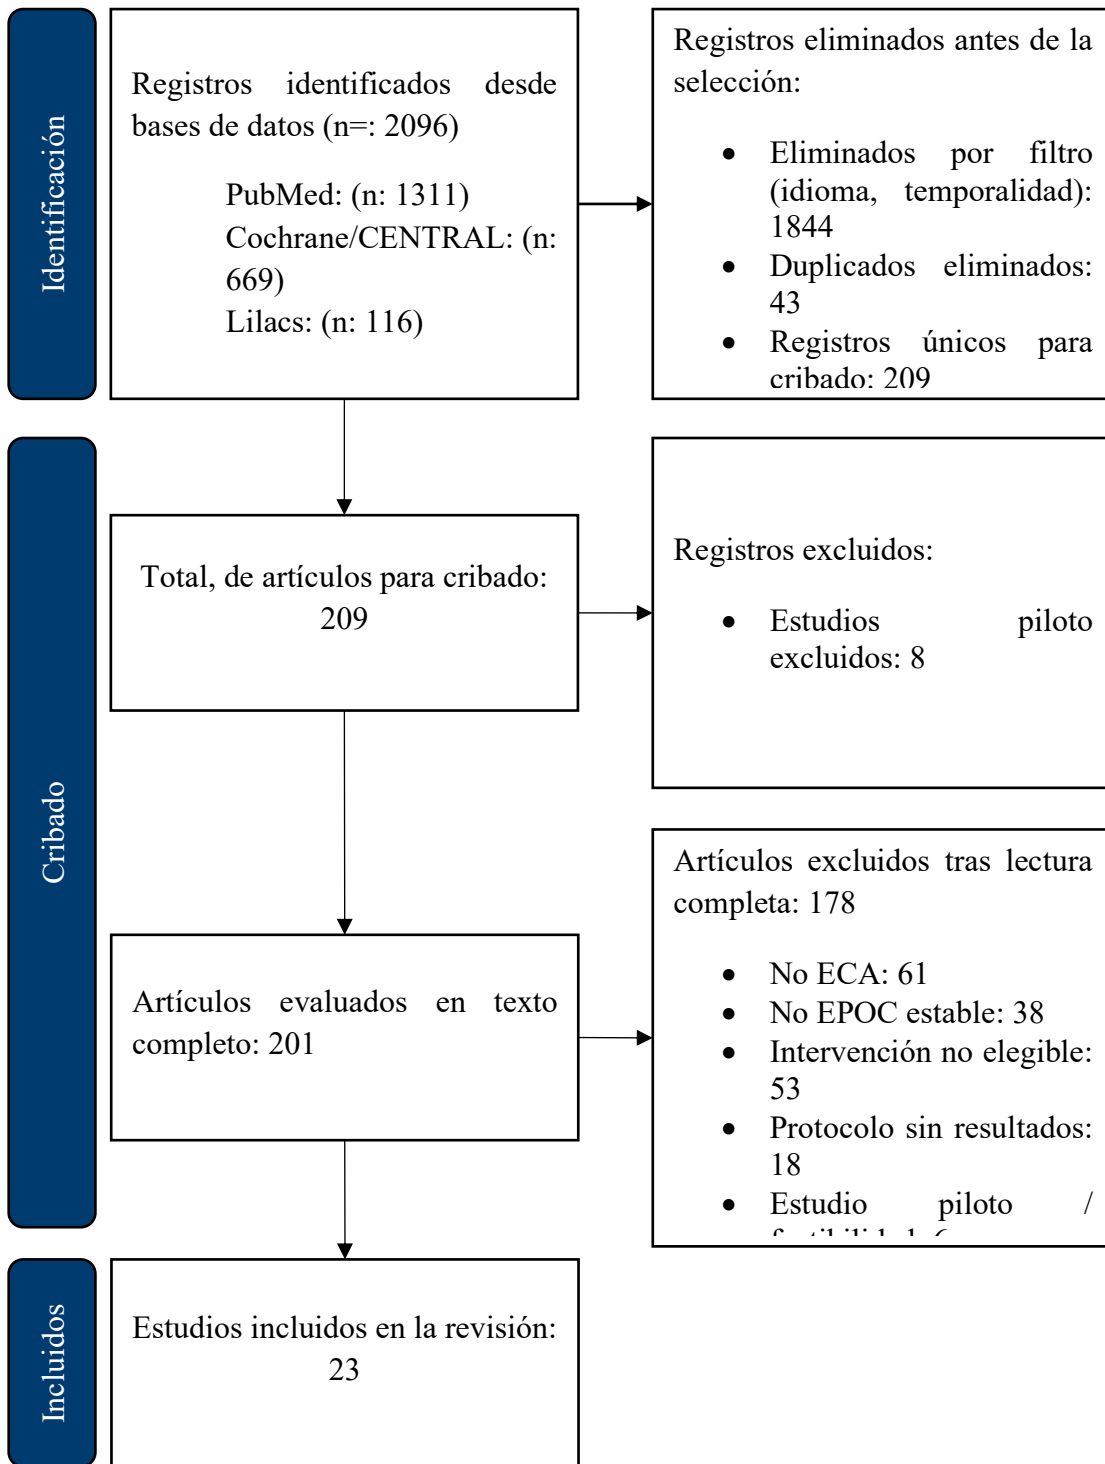 Identificación
Registros identificados desde
bases de datos (n=: 2096)
PubMed: (n: 1311)
Cochrane/CENTRAL: (n:
669)
Lilacs: (n: 116)
Registros eliminados antes de la
selección:
• Eliminados por filtro
(idioma, temporalidad):
1844
• Duplicados eliminados:
43
• Registros únicos para
cribado: 209
Cribado
Total, de artículos para cribado:
209
Registros excluidos:
• Estudios piloto
excluidos: 8
Artículos evaluados en texto
completo: 201
Artículos excluidos tras lectura
completa: 178
• No ECA: 61
• No EPOC estable: 38
• Intervención no elegible:
53
• Protocolo sin resultados:
18
• Estudio piloto /
Incluidos
Estudios incluidos en la revisión:
23